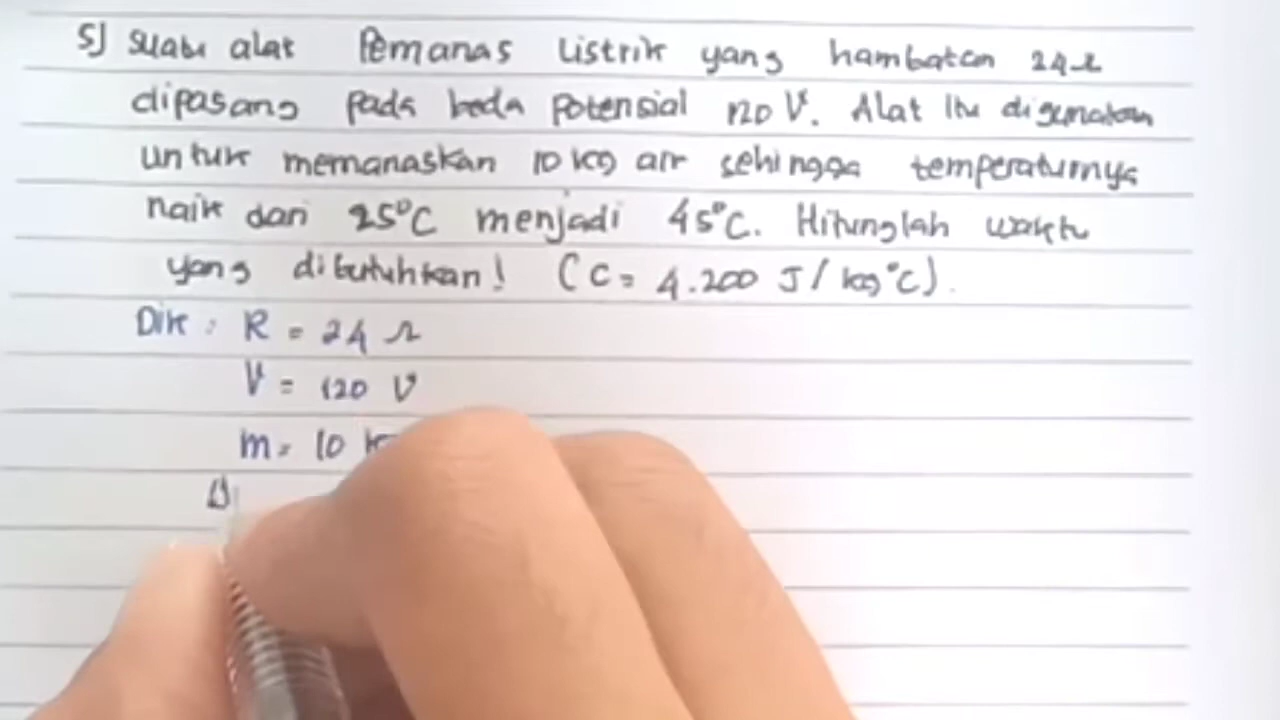 5) Suatu alat Pemanas Listrik yang hambatan 24 Ω
dipasang pada beda Potensial 120 V. Alat Itu digunakan
untuk memanaskan 10 kg air sehingga temperaturnya
naik dari 25°C menjadi 45°C. Hitunglah waktu
yang dibutuhkan! (C = 4.200 J/kg°C).
Dik : R = 24 Ω
V = 120 V
m = 10
Δ